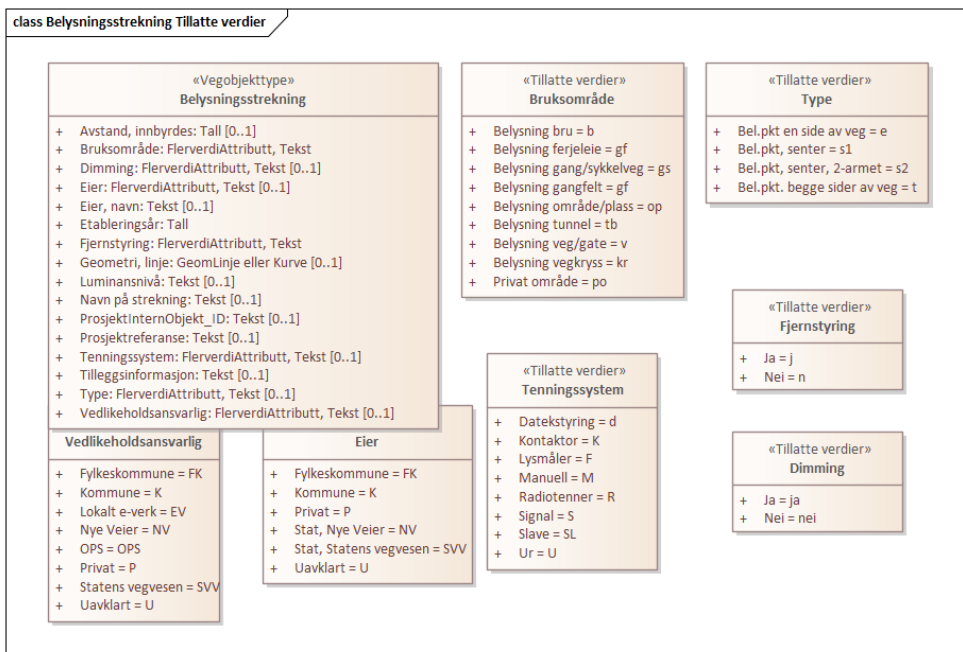 class Belysningsstrekning Tillatte verdier
«Vegobjekttype»
Belysningsstrekning
+ Avstand, innbyrdes: Tall [0..1]
+ Bruksområde: FlerverdiAttributt, Tekst
+ Dimming: FlerverdiAttributt, Tekst [0..1]
+ Eier: FlerverdiAttributt, Tekst [0..1]
+ Eier, navn: Tekst [0..1]
+ Etableringsår: Tall
+ Fjernstyring: FlerverdiAttributt, Tekst
+ Geometri, linje: GeomLinje eller Kurve [0..1]
+ Luminansnivå: Tekst [0..1]
+ Navn på strekning: Tekst [0..1]
+ ProsjektInternObjekt_ID: Tekst [0..1]
+ Prosjektreferanse: Tekst [0..1]
+ Tenningssystem: FlerverdiAttributt, Tekst [0..1]
+ Tilleggsinformasjon: Tekst [0..1]
+ Type: FlerverdiAttributt, Tekst [0..1]
+ Vedlikeholdsansvarlig: FlerverdiAttributt, Tekst [0..1]
«Tillatte verdier»
Bruksområde
+ Belysning bru = b
+ Belysning ferjeleie = gf
+ Belysning gang/sykkelveg = gs
+ Belysning gangfelt = gf
+ Belysning område/plass = op
+ Belysning tunnel = tb
+ Belysning veg/gate = v
+ Belysning vegkryss = kr
+ Privat område = po
«Tillatte verdier»
Type
+ Bel.pkt en side av veg = e
+ Bel.pkt, senter = s1
+ Bel.pkt, senter, 2-armet = s2
+ Bel.pkt. begge sider av veg = t
«Tillatte verdier»
Fjernstyring
+ Ja = j
+ Nei = n
Vedlikeholdsansvarlig
+ Fylkeskommune = FK
+ Kommune = K
+ Lokalt e-verk = EV
+ Nye Veier = NV
+ OPS = OPS
+ Privat = P
+ Statens vegvesen = SVV
+ Uavklart = U
Eier
+ Fylkeskommune = FK
+ Kommune = K
+ Privat = P
+ Stat, Nye Veier = NV
+ Stat, Statens vegvesen = SVV
+ Uavklart = U
«Tillatte verdier»
Tenningssystem
+ Datekstyring = d
+ Kontaktor = K
+ Lysmåler = F
+ Manuell = M
+ Radiotenner = R
+ Signal = S
+ Slave = SL
+ Ur = U
«Tillatte verdier»
Dimming
+ Ja = ja
+ Nei = nei